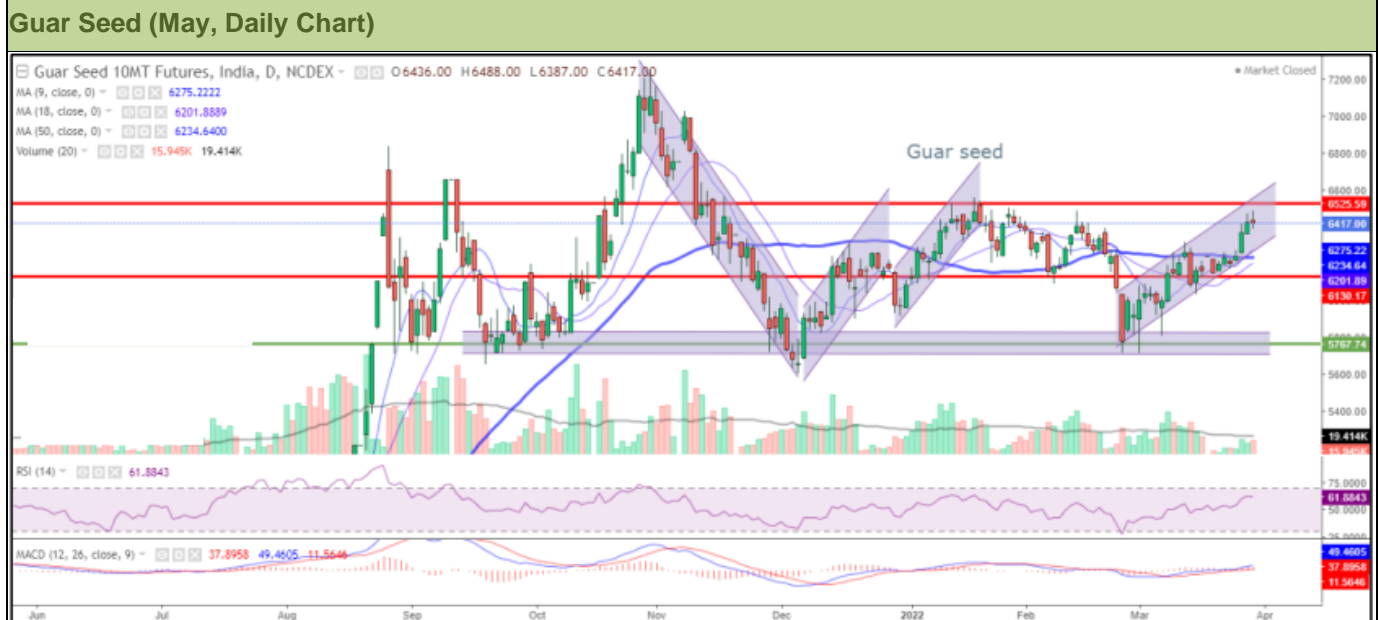 Guar Seed (May, Daily Chart)
Guar Seed 10MT Futures, India, D, NCDEX O6436.00 H6488.00 L6387.00 C6417.00
Market Closed
MA (9, close, 0) 6275.2222
MA (18, close, 0) 6201.8889
MA (50, close, 0) 6234.6400
Volume (20) 15.945K 19.414K
Guar seed
7200.00
7000.00
6800.00
6600.00
6525.59
6417.00
6275.22
6234.64
6201.89
6130.17
5767.74
5600.00
5400.00
19.414K
15.945K
RSI (14) 61.8843
75.0000
61.8843
50.0000
25.0000
MACD (12, 26, close, 9) 37.8958 49.4605 11.5646
49.4605
37.8958
11.5646
Jun Jul Aug Sep Oct Nov Dec 2022 Feb Mar Apr